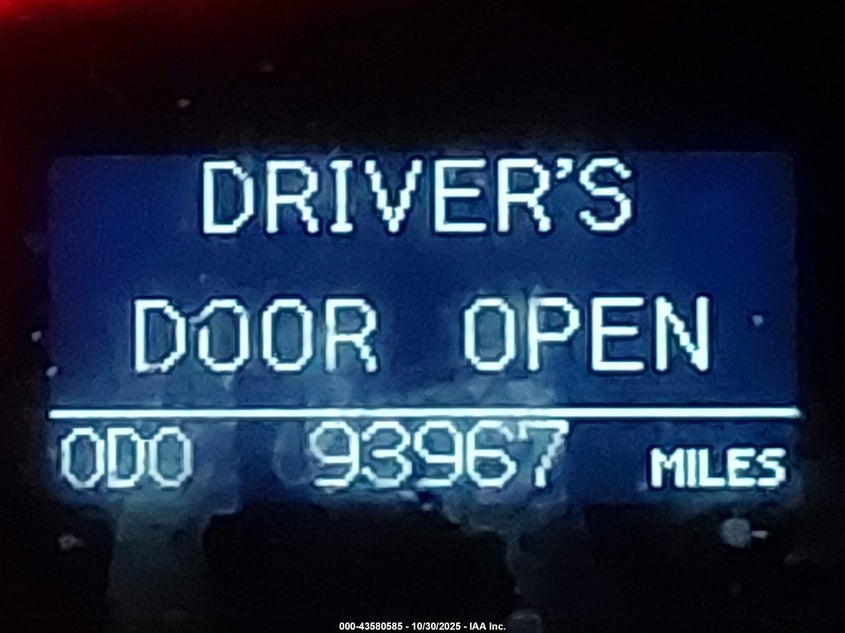 DRIVER'S
DOOR OPEN
ODO 93967 MILES
000-43580585 - 10/30/2025 - IAA Inc.